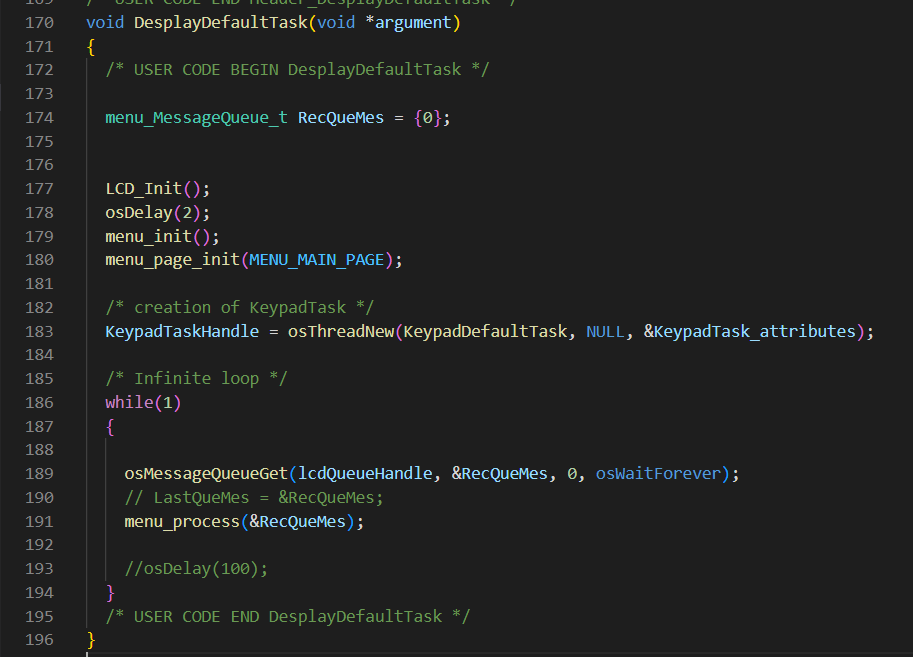 169 /* USER CODE END Header_DesplayDefaultTask */
170 void DesplayDefaultTask(void *argument)
171 {
172 /* USER CODE BEGIN DesplayDefaultTask */
173
174 menu_MessageQueue_t RecQueMes = {0};
175
176
177 LCD_Init();
178 osDelay(2);
179 menu_init();
180 menu_page_init(MENU_MAIN_PAGE);
181
182 /* creation of KeypadTask */
183 KeypadTaskHandle = osThreadNew(KeypadDefaultTask, NULL, &KeypadTask_attributes);
184
185 /* Infinite loop */
186 while(1)
187 {
188
189 osMessageQueueGet(lcdQueueHandle, &RecQueMes, 0, osWaitForever);
190 // LastQueMes = &RecQueMes;
191 menu_process(&RecQueMes);
192
193 //osDelay(100);
194 }
195 /* USER CODE END DesplayDefaultTask */
196 }